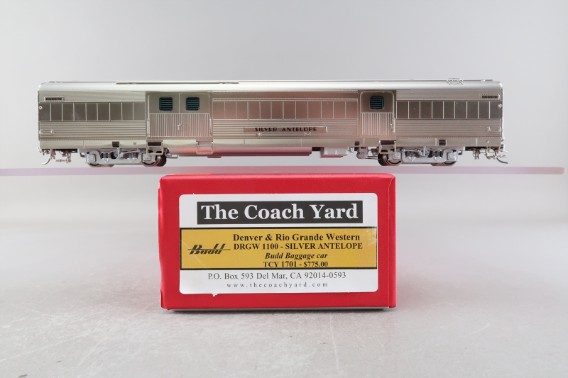 SILVER ANTELOPE
The Coach Yard
Budd
Denver & Rio Grande Western
DRGW 1100 - SILVER ANTELOPE
Budd Baggage car
TCY 1701 - $775.00
P.O. Box 593 Del Mar, CA 92014-0593
www.thecoachyard.com